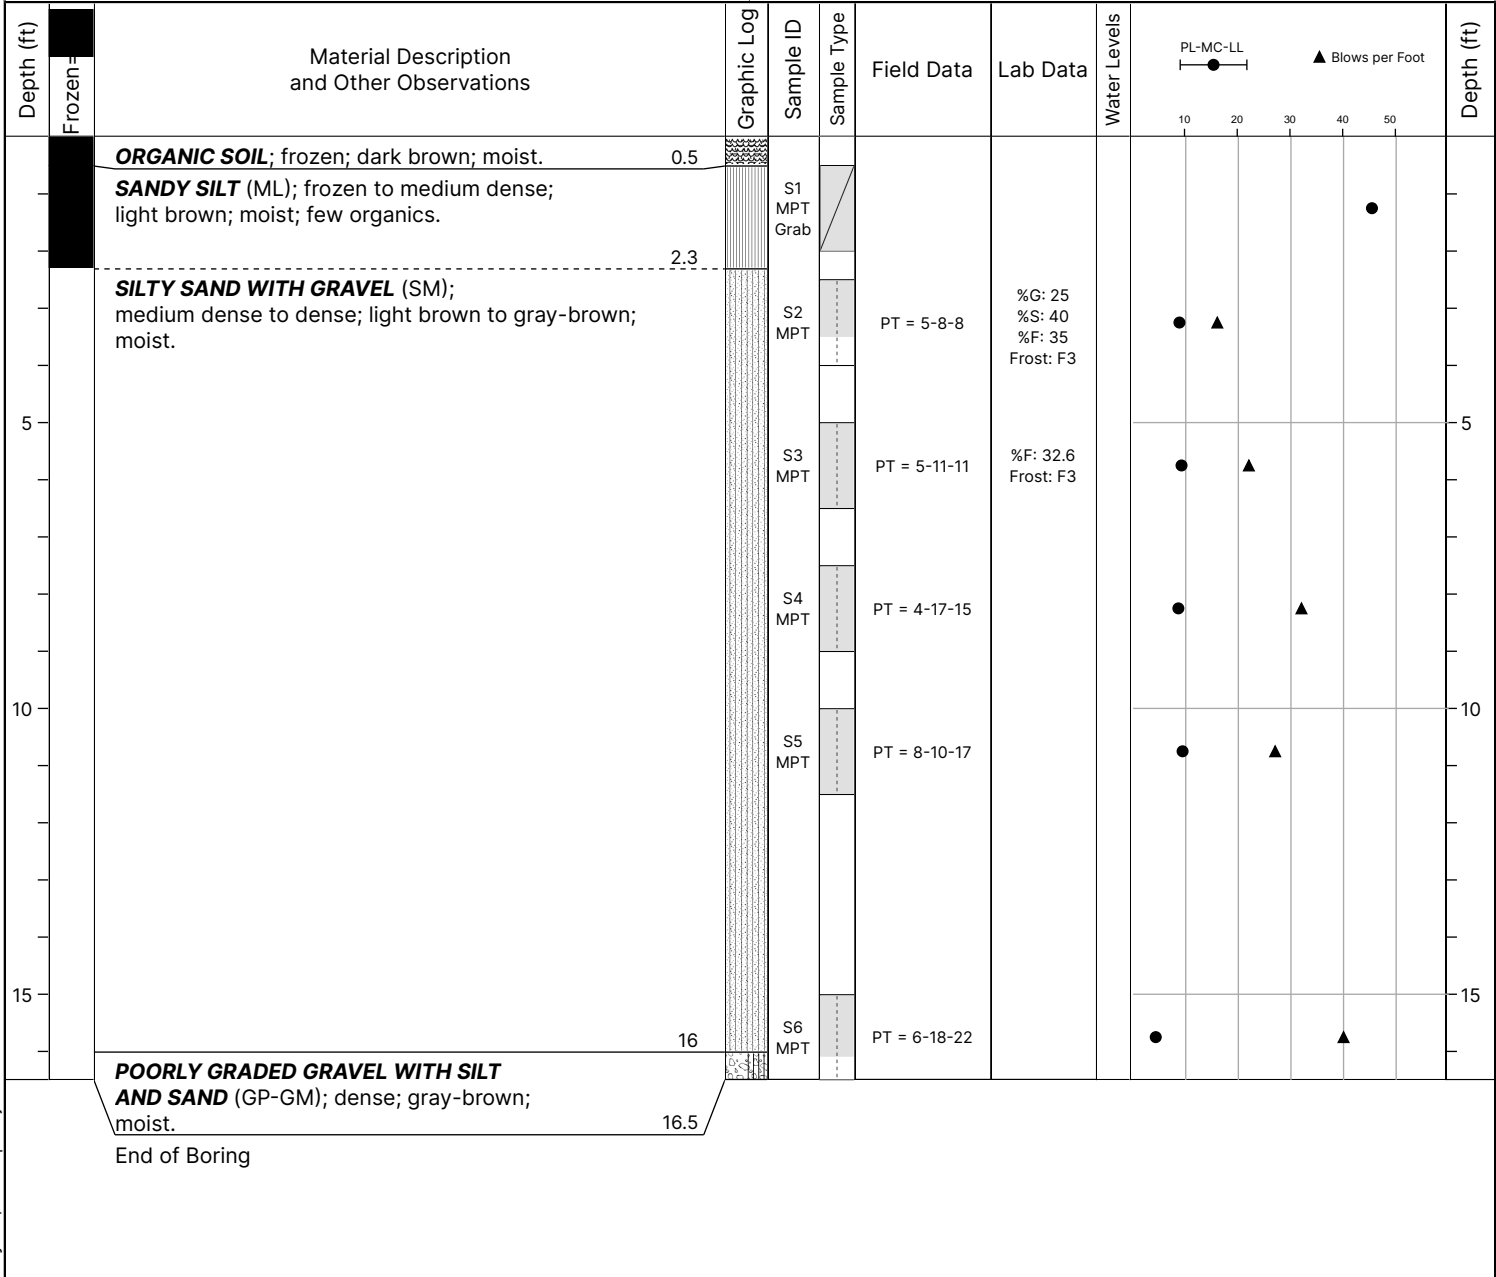 Depth (ft)
Frozen=
Material Description
and Other Observations
Graphic Log
Sample ID
Sample Type
Field Data
Lab Data
Water Levels
PL-MC-LL
Blows per Foot
10 20 30 40 50
Depth (ft)
ORGANIC SOIL; frozen; dark brown; moist. 0.5
SANDY SILT (ML); frozen to medium dense;
light brown; moist; few organics.
2.3
S1
MPT
Grab
SILTY SAND WITH GRAVEL (SM);
medium dense to dense; light brown to gray-brown;
moist.
S2
MPT
PT = 5-8-8
%G: 25
%S: 40
%F: 35
Frost: F3
5 5
S3
MPT
PT = 5-11-11
%F: 32.6
Frost: F3
S4
MPT
PT = 4-17-15
10 10
S5
MPT
PT = 8-10-17
15 15
16
S6
MPT
PT = 6-18-22
POORLY GRADED GRAVEL WITH SILT
AND SAND (GP-GM); dense; gray-brown;
moist. 16.5
End of Boring